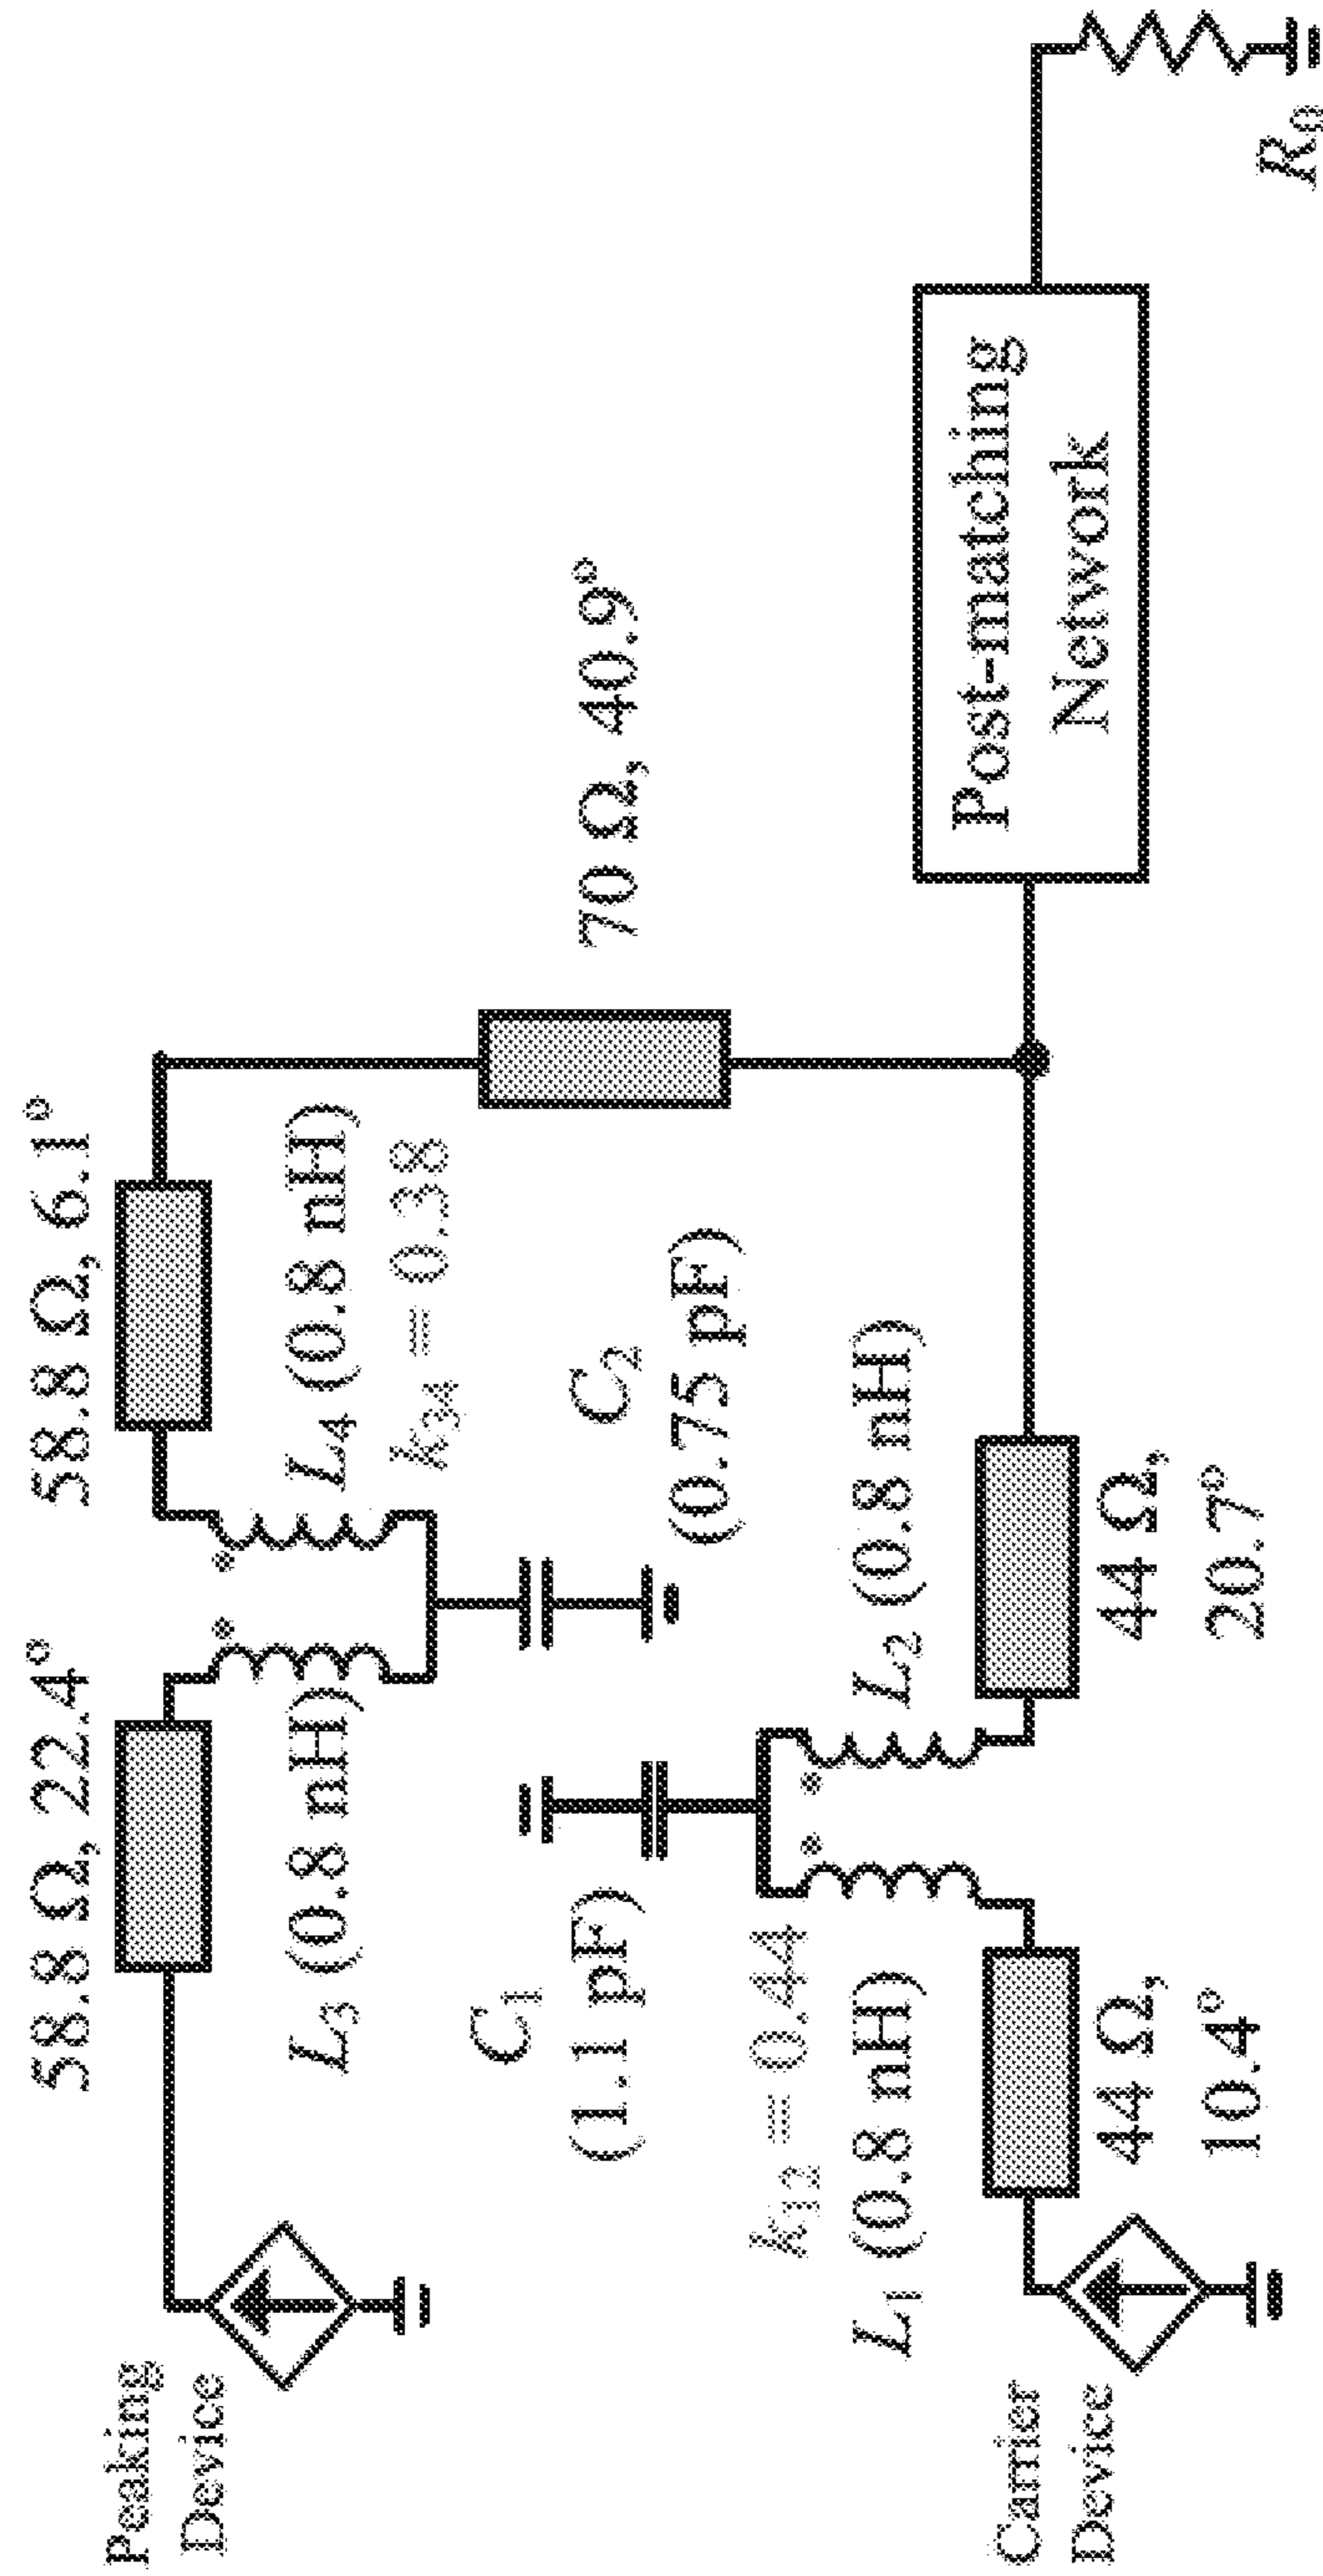 Peaking
Device
58.8 Ω, 22.4°
58.8 Ω, 6.1°
L3 (0.8 nH)
L4 (0.8 nH)
k34 = 0.38
C2
(0.75 pF)
70 Ω, 40.9°
C1
(1.1 pF)
k12 = 0.44
L1 (0.8 nH)
L2 (0.8 nH)
Carrier
Device
44 Ω,
10.4°
44 Ω,
20.7°
Post-matching
Network
R0